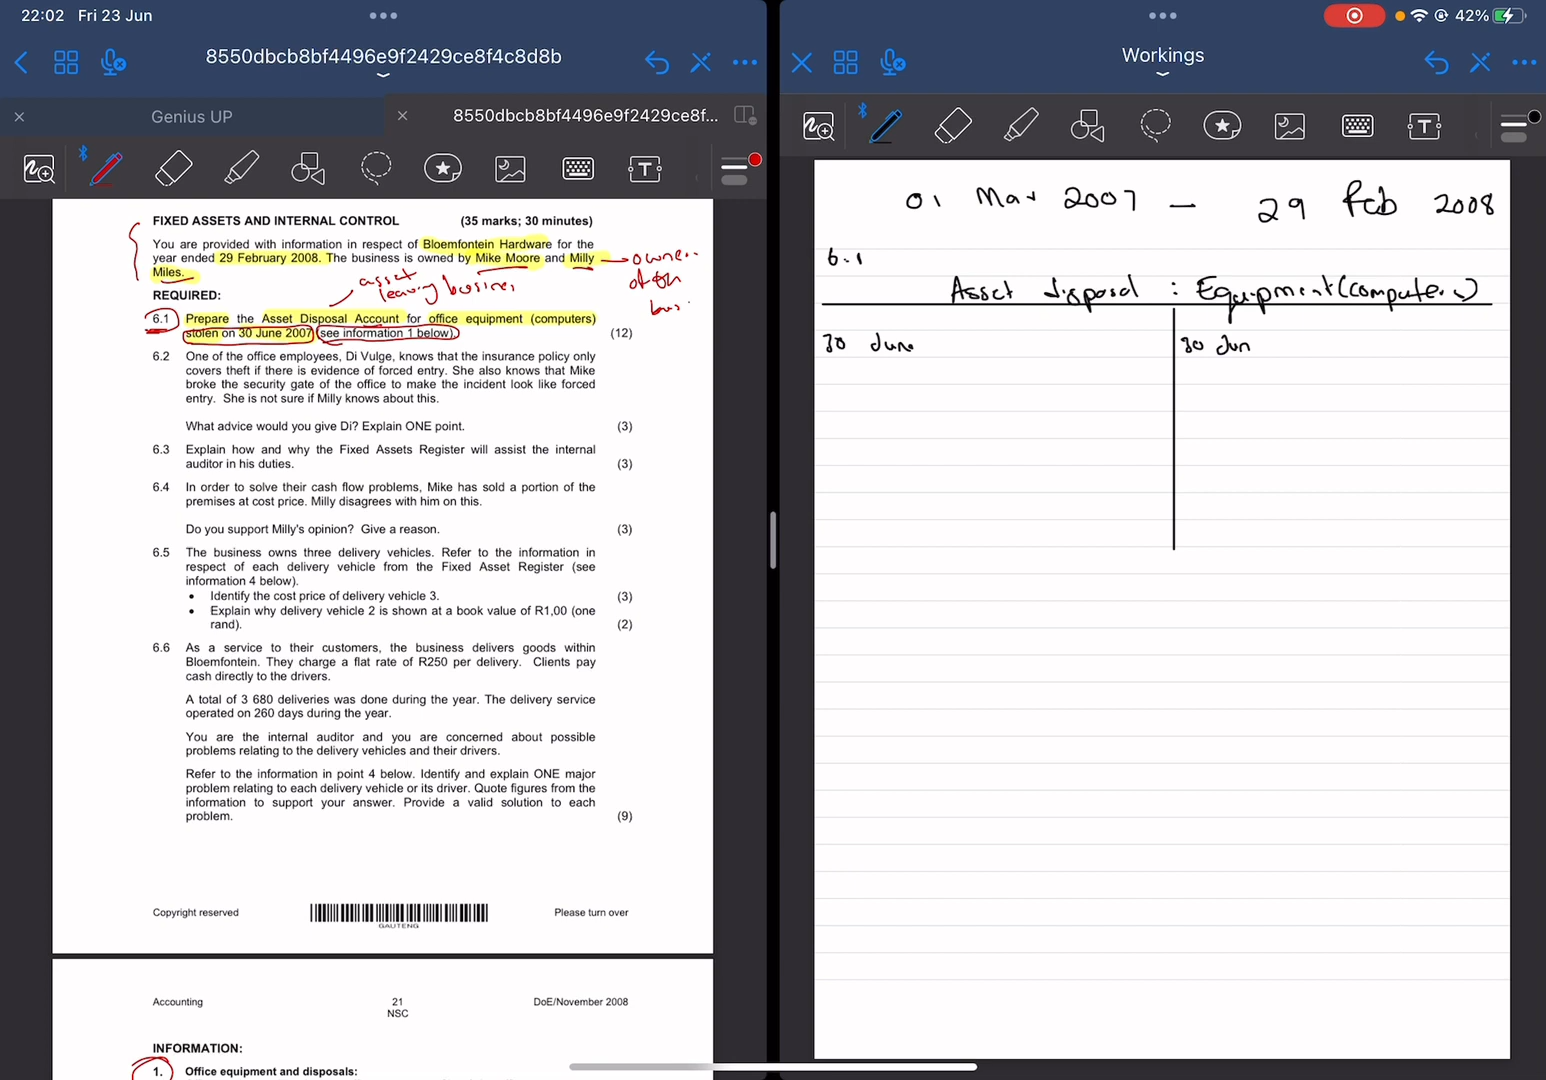 22:02 Fri 23 Jun
42%
8550dbcb8bf4496e9f2429ce8f4c8d8b
Workings
Genius UP
8550dbcb8bf4496e9f2429ce8f...
FIXED ASSETS AND INTERNAL CONTROL (35 marks; 30 minutes)
You are provided with information in respect of Bloemfontein Hardware for the
year ended 29 February 2008. The business is owned by Mike Moore and Milly
Miles.
asset
leaving
REQUIRED:
6.1 Prepare the Asset Disposal Account for office equipment (computers)
stolen on 30 June 2007 (see information 1 below). (12)
6.2 One of the office employees, Di Vulge, knows that the insurance policy only
covers theft if there is evidence of forced entry. She also knows that Mike
broke the security gate of the office to make the incident look like forced
entry. She is not sure if Milly knows about this.
What advice would you give Di? Explain ONE point. (3)
6.3 Explain how and why the Fixed Assets Register will assist the internal
auditor in his duties. (3)
6.4 In order to solve their cash flow problems, Mike has sold a portion of the
premises at cost price. Milly disagrees with him on this.
Do you support Milly's opinion? Give a reason. (3)
6.5 The business owns three delivery vehicles. Refer to the information in
respect of each delivery vehicle from the Fixed Asset Register (see
information 4 below).
• Identify the cost price of delivery vehicle 3. (3)
• Explain why delivery vehicle 2 is shown at a book value of R1,00 (one
rand). (2)
6.6 As a service to their customers, the business delivers goods within
Bloemfontein. They charge a flat rate of R250 per delivery. Clients pay
cash directly to the drivers.
A total of 3 680 deliveries was done during the year. The delivery service
operated on 260 days during the year.
You are the internal auditor and you are concerned about possible
problems relating to the delivery vehicles and their drivers.
Refer to the information in point 4 below. Identify and explain ONE major
problem relating to each delivery vehicle or its driver. Quote figures from the
information to support your answer. Provide a valid solution to each
problem. (9)
Copyright reserved
GAUTENG
Please turn over
Accounting
21
NSC
DoE/November 2008
INFORMATION:
1. Office equipment and disposals:
01 Mar 2007 — 29 Feb 2008
6.1
Asset disposal : Equipment (computers)
30 June
30 Jun